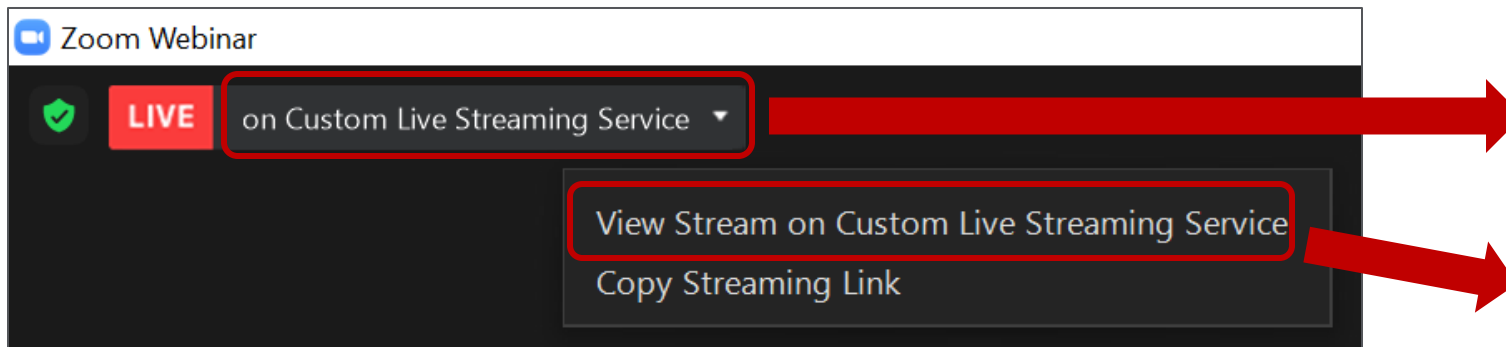 Zoom Webinar
LIVE on Custom Live Streaming Service
View Stream on Custom Live Streaming Service
Copy Streaming Link